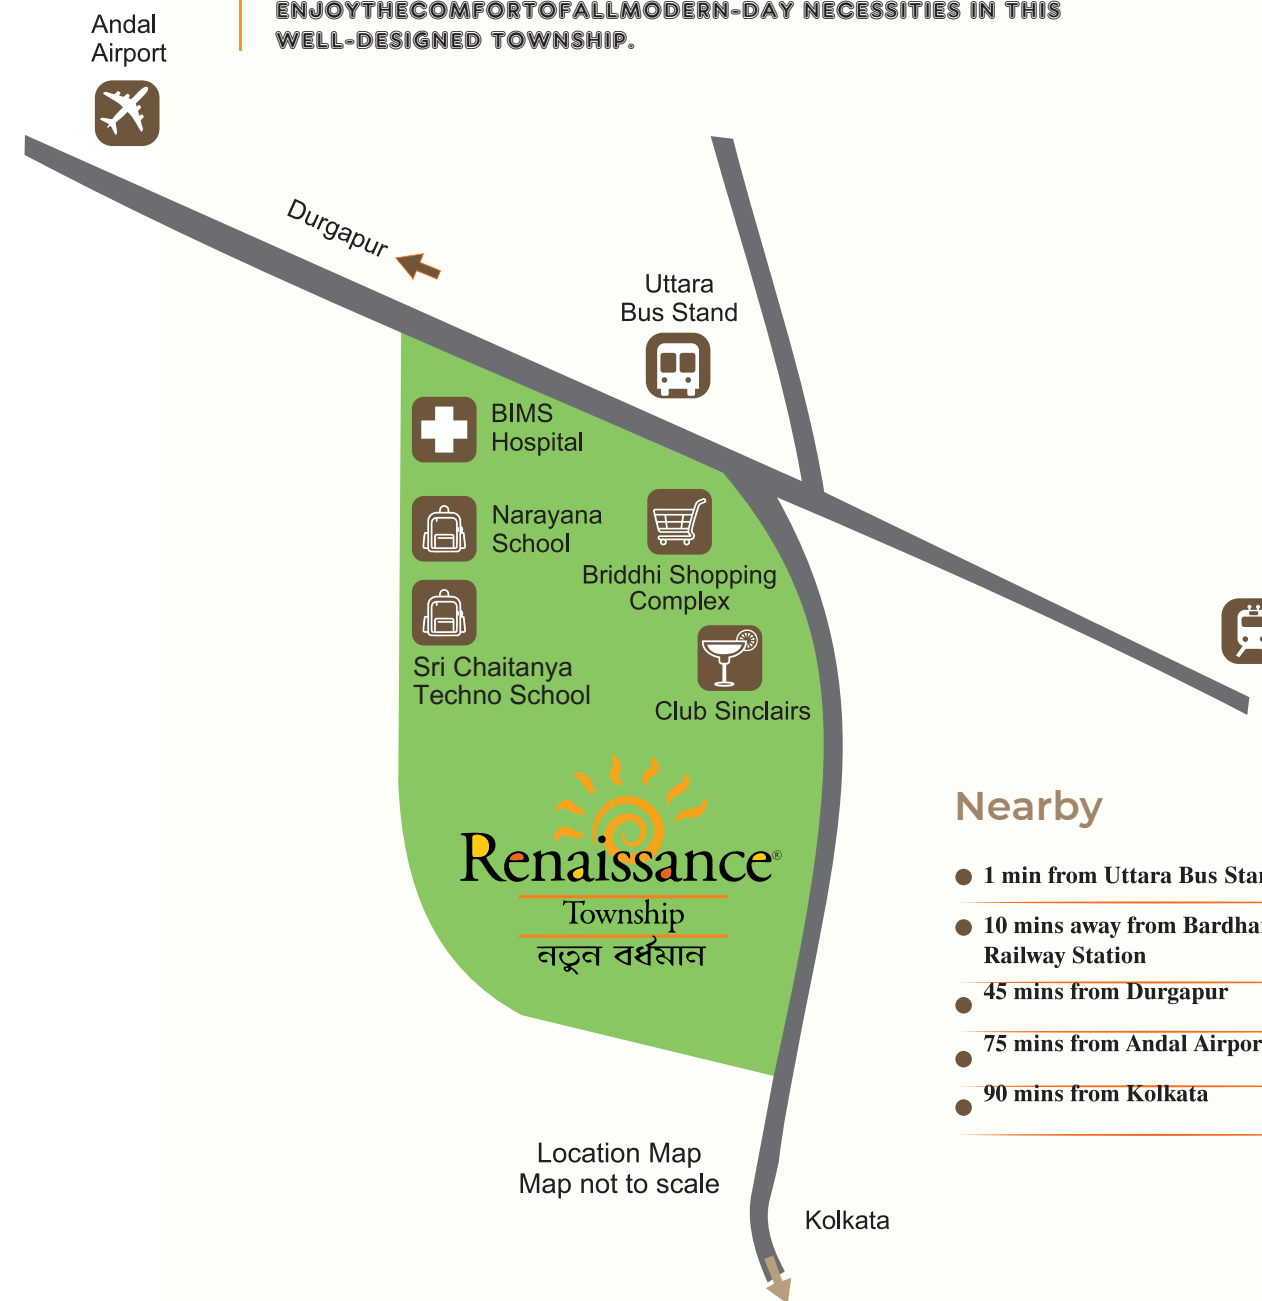 ENJOYTHECOMFORTOFALLMODERN-DAY NECESSITIES IN THIS
WELL-DESIGNED TOWNSHIP.
Andal
Airport
Durgapur
Uttara
Bus Stand
BIMS
Hospital
Narayana
School
Briddhi Shopping
Complex
Sri Chaitanya
Techno School
Club Sinclairs
Renaissance®
Township
নতুন বর্ধমান
Nearby
1 min from Uttara Bus
10 mins away from
Railway Station
45 mins from Durgapur
75 mins from Andal
90 mins from Kolkata
Location Map
Map not to scale
Kolkata